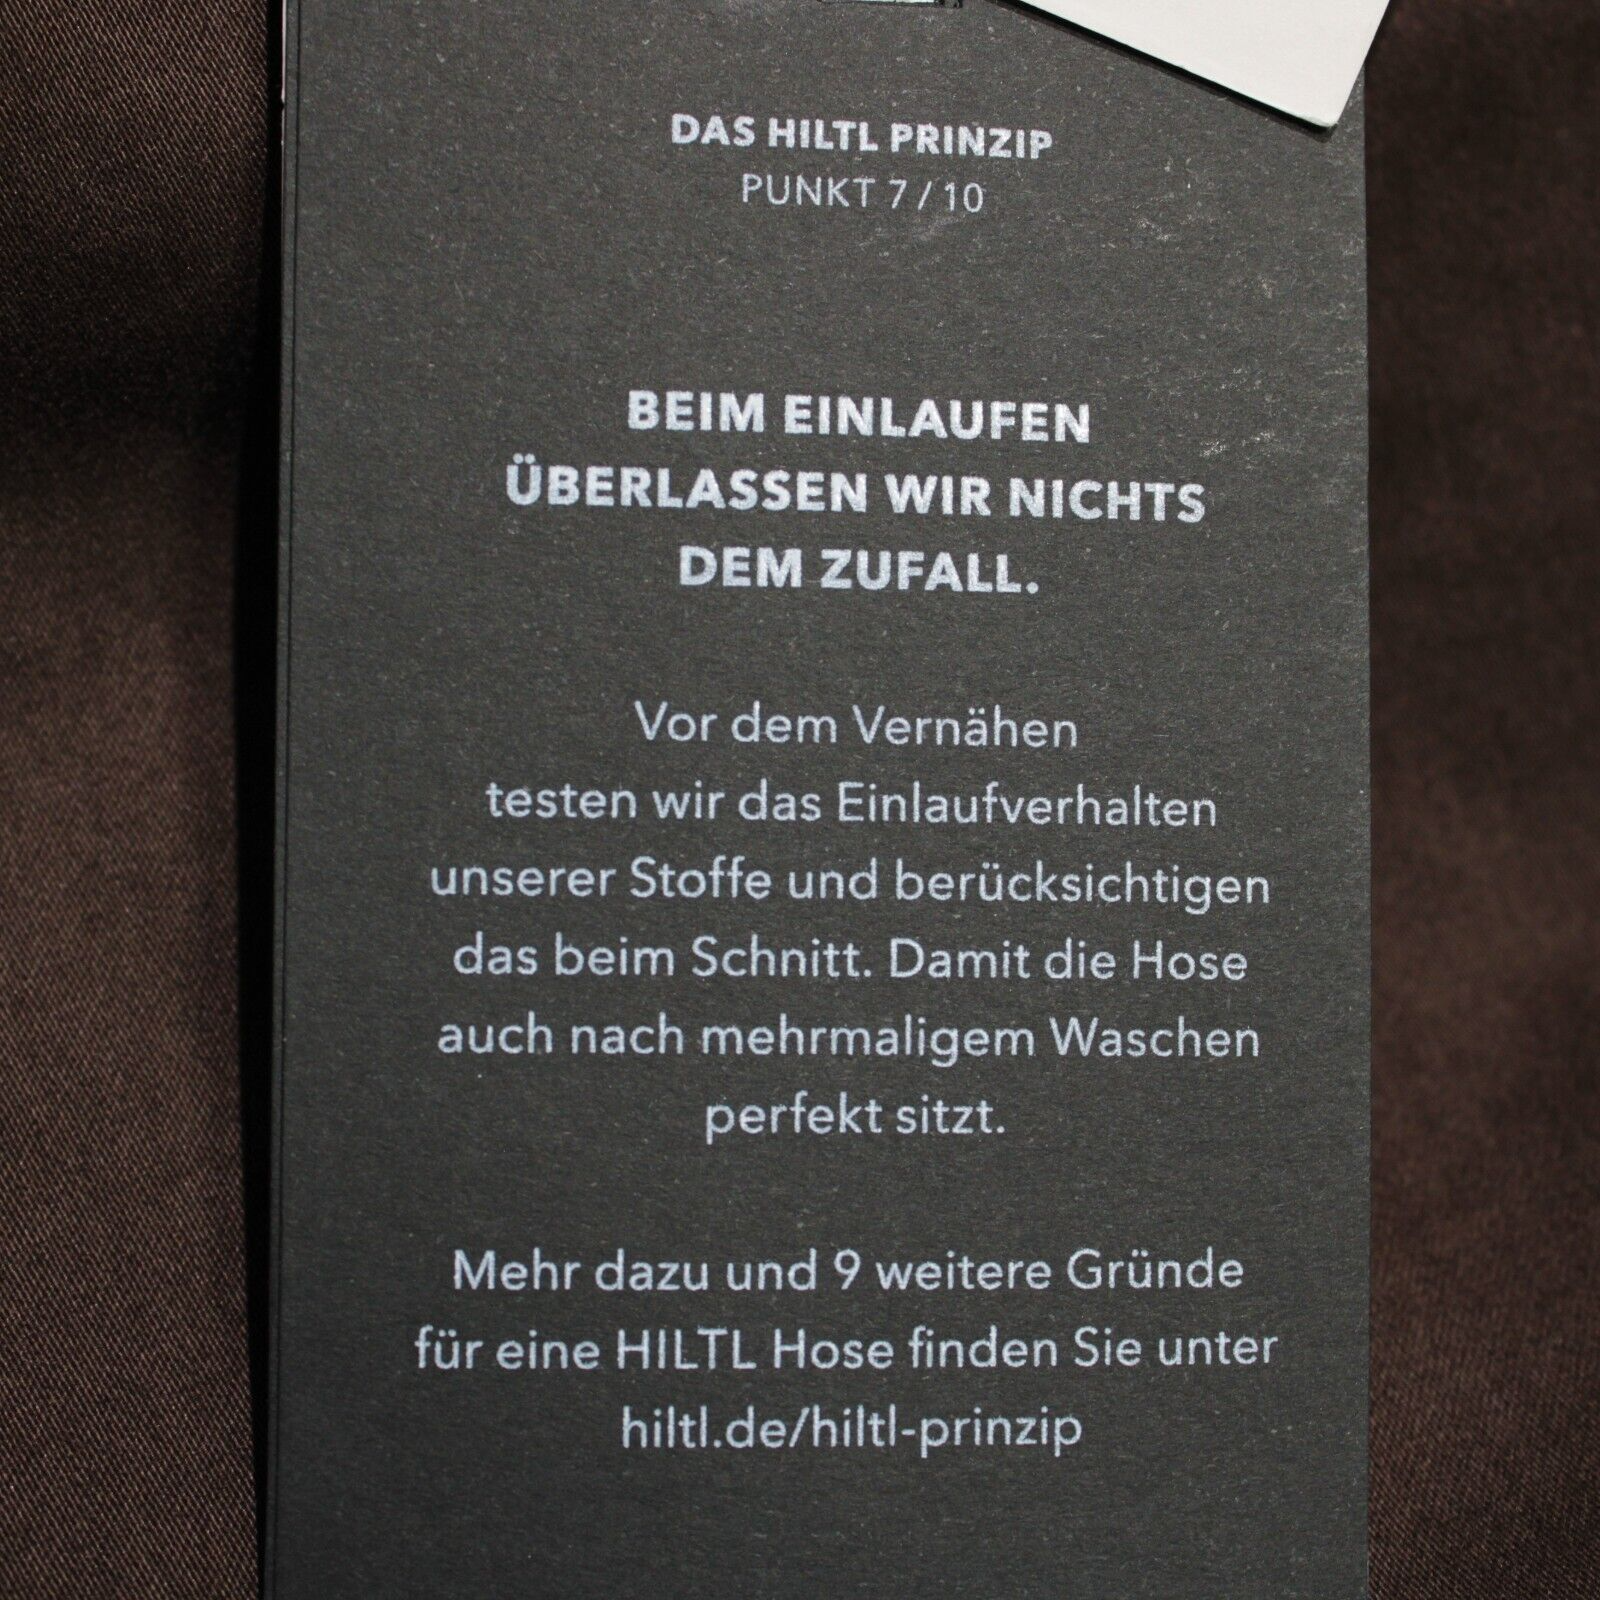 DAS HILTL PRINZIP
PUNKT 7 / 10
BEIM EINLAUFEN
ÜBERLASSEN WIR NICHTS
DEM ZUFALL.
Vor dem Vernähen
testen wir das Einlaufverhalten
unserer Stoffe und berücksichtigen
das beim Schnitt. Damit die Hose
auch nach mehrmaligem Waschen
perfekt sitzt.
Mehr dazu und 9 weitere Gründe
für eine HILTL Hose finden Sie unter
hiltl.de/hiltl-prinzip